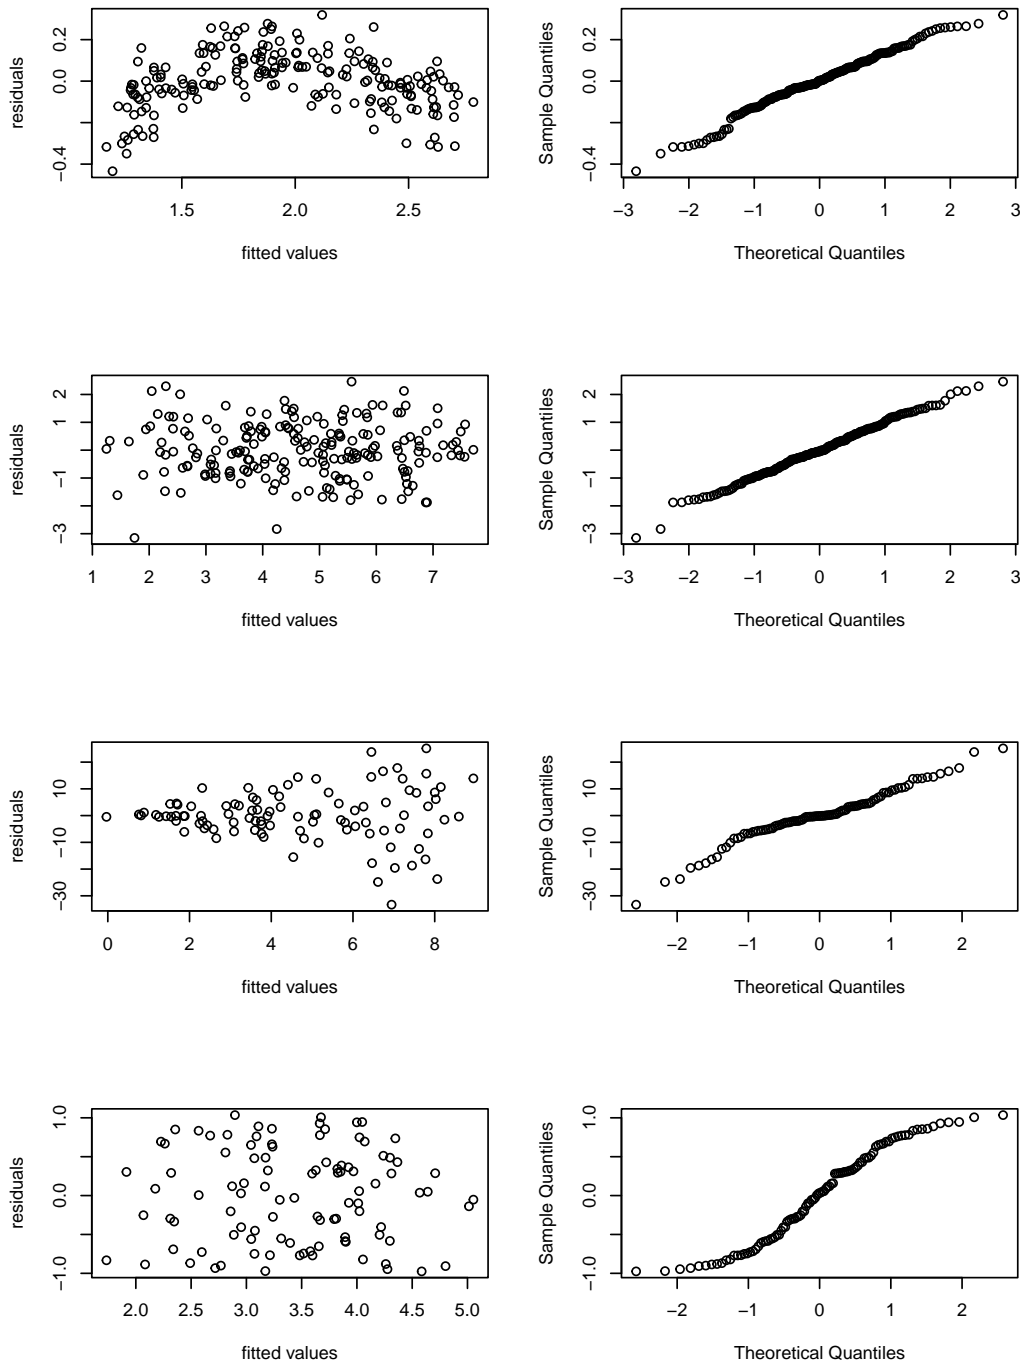 residuals
0.2
0.0
−0.4
1.5 2.0 2.5
fitted values
Sample Quantiles
0.2
0.0
−0.4
−3 −2 −1 0 1 2 3
Theoretical Quantiles
residuals
2
1
−1
−3
1 2 3 4 5 6 7
fitted values
Sample Quantiles
2
1
−1
−3
−3 −2 −1 0 1 2 3
Theoretical Quantiles
residuals
10
−10
−30
0 2 4 6 8
fitted values
Sample Quantiles
10
−10
−30
−2 −1 0 1 2
Theoretical Quantiles
residuals
1.0
0.0
−1.0
2.0 2.5 3.0 3.5 4.0 4.5 5.0
fitted values
Sample Quantiles
1.0
0.0
−1.0
−2 −1 0 1 2
Theoretical Quantiles